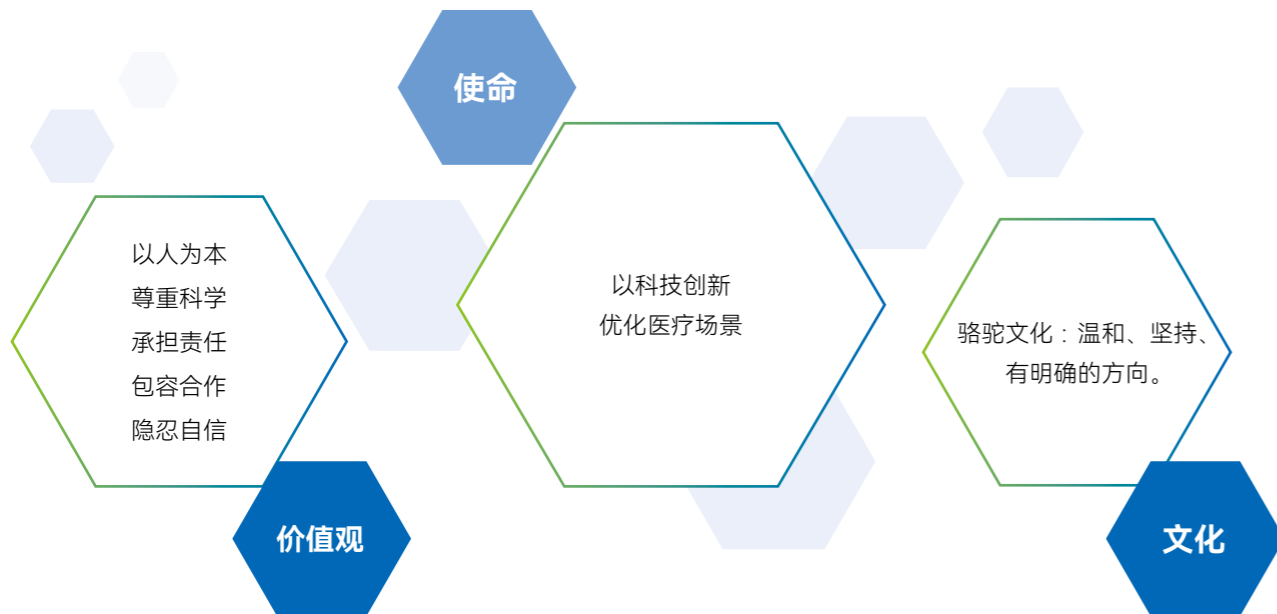 使命
以科技创新
优化医疗场景
以人为本
尊重科学
承担责任
包容合作
隐忍自信
价值观
骆驼文化：温和、坚持、
有明确的方向。
文化